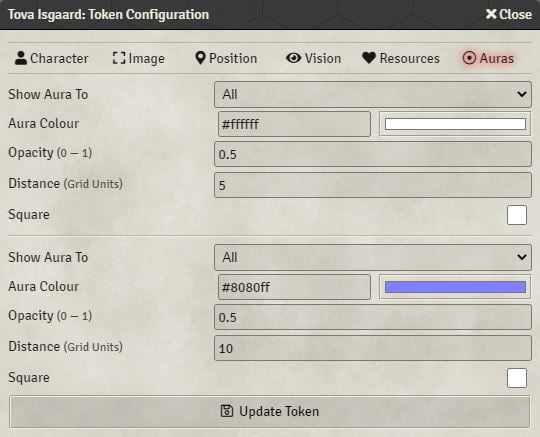 Tova Isgaard: Token Configuration Close
Character Image Position Vision Resources Auras
Show Aura To All
Aura Colour #ffffff
Opacity (0 — 1) 0.5
Distance (Grid Units) 5
Square
Show Aura To All
Aura Colour #8080ff
Opacity (0 — 1) 0.5
Distance (Grid Units) 10
Square
Update Token